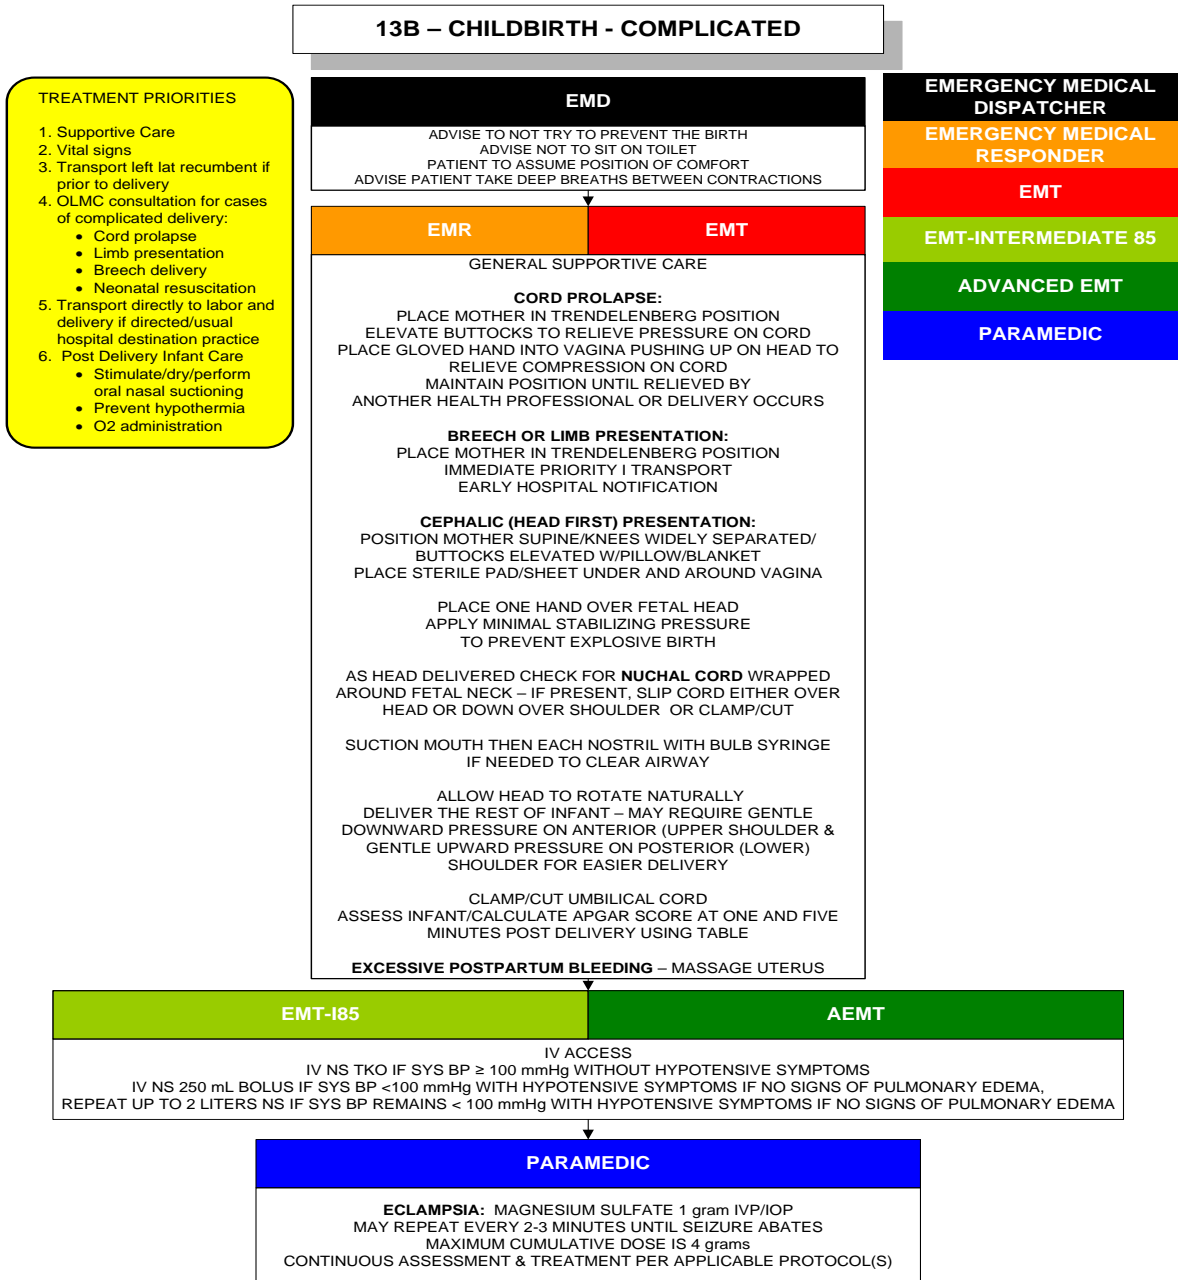 13B – CHILDBIRTH - COMPLICATED
TREATMENT PRIORITIES
1. Supportive Care
2. Vital signs
3. Transport left lat recumbent if
prior to delivery
4. OLMC consultation for cases
of complicated delivery:
• Cord prolapse
• Limb presentation
• Breech delivery
• Neonatal resuscitation
5. Transport directly to labor and
delivery if directed/usual
hospital destination practice
6. Post Delivery Infant Care
• Stimulate/dry/perform
oral nasal suctioning
• Prevent hypothermia
• O2 administration
EMD
ADVISE TO NOT TRY TO PREVENT THE BIRTH
ADVISE NOT TO SIT ON TOILET
PATIENT TO ASSUME POSITION OF COMFORT
ADVISE PATIENT TAKE DEEP BREATHS BETWEEN CONTRACTIONS
EMERGENCY MEDICAL
DISPATCHER
EMERGENCY MEDICAL
RESPONDER
EMT
EMT-INTERMEDIATE 85
ADVANCED EMT
PARAMEDIC
EMR
EMT
GENERAL SUPPORTIVE CARE
CORD PROLAPSE:
PLACE MOTHER IN TRENDELENBERG POSITION
ELEVATE BUTTOCKS TO RELIEVE PRESSURE ON CORD
PLACE GLOVED HAND INTO VAGINA PUSHING UP ON HEAD TO
RELIEVE COMPRESSION ON CORD
MAINTAIN POSITION UNTIL RELIEVED BY
ANOTHER HEALTH PROFESSIONAL OR DELIVERY OCCURS
BREECH OR LIMB PRESENTATION:
PLACE MOTHER IN TRENDELENBERG POSITION
IMMEDIATE PRIORITY I TRANSPORT
EARLY HOSPITAL NOTIFICATION
CEPHALIC (HEAD FIRST) PRESENTATION:
POSITION MOTHER SUPINE/KNEES WIDELY SEPARATED/
BUTTOCKS ELEVATED W/PILLOW/BLANKET
PLACE STERILE PAD/SHEET UNDER AND AROUND VAGINA
PLACE ONE HAND OVER FETAL HEAD
APPLY MINIMAL STABILIZING PRESSURE
TO PREVENT EXPLOSIVE BIRTH
AS HEAD DELIVERED CHECK FOR NUCHAL CORD WRAPPED
AROUND FETAL NECK – IF PRESENT, SLIP CORD EITHER OVER
HEAD OR DOWN OVER SHOULDER OR CLAMP/CUT
SUCTION MOUTH THEN EACH NOSTRIL WITH BULB SYRINGE
IF NEEDED TO CLEAR AIRWAY
ALLOW HEAD TO ROTATE NATURALLY
DELIVER THE REST OF INFANT – MAY REQUIRE GENTLE
DOWNWARD PRESSURE ON ANTERIOR (UPPER SHOULDER &
GENTLE UPWARD PRESSURE ON POSTERIOR (LOWER)
SHOULDER FOR EASIER DELIVERY
CLAMP/CUT UMBILICAL CORD
ASSESS INFANT/CALCULATE APGAR SCORE AT ONE AND FIVE
MINUTES POST DELIVERY USING TABLE
EXCESSIVE POSTPARTUM BLEEDING – MASSAGE UTERUS
EMT-I85
AEMT
IV ACCESS
IV NS TKO IF SYS BP ≥ 100 mmHg WITHOUT HYPOTENSIVE SYMPTOMS
IV NS 250 mL BOLUS IF SYS BP <100 mmHg WITH HYPOTENSIVE SYMPTOMS IF NO SIGNS OF PULMONARY EDEMA,
REPEAT UP TO 2 LITERS NS IF SYS BP REMAINS < 100 mmHg WITH HYPOTENSIVE SYMPTOMS IF NO SIGNS OF PULMONARY EDEMA
PARAMEDIC
ECLAMPSIA: MAGNESIUM SULFATE 1 gram IVP/IOP
MAY REPEAT EVERY 2-3 MINUTES UNTIL SEIZURE ABATES
MAXIMUM CUMULATIVE DOSE IS 4 grams
CONTINUOUS ASSESSMENT & TREATMENT PER APPLICABLE PROTOCOL(S)